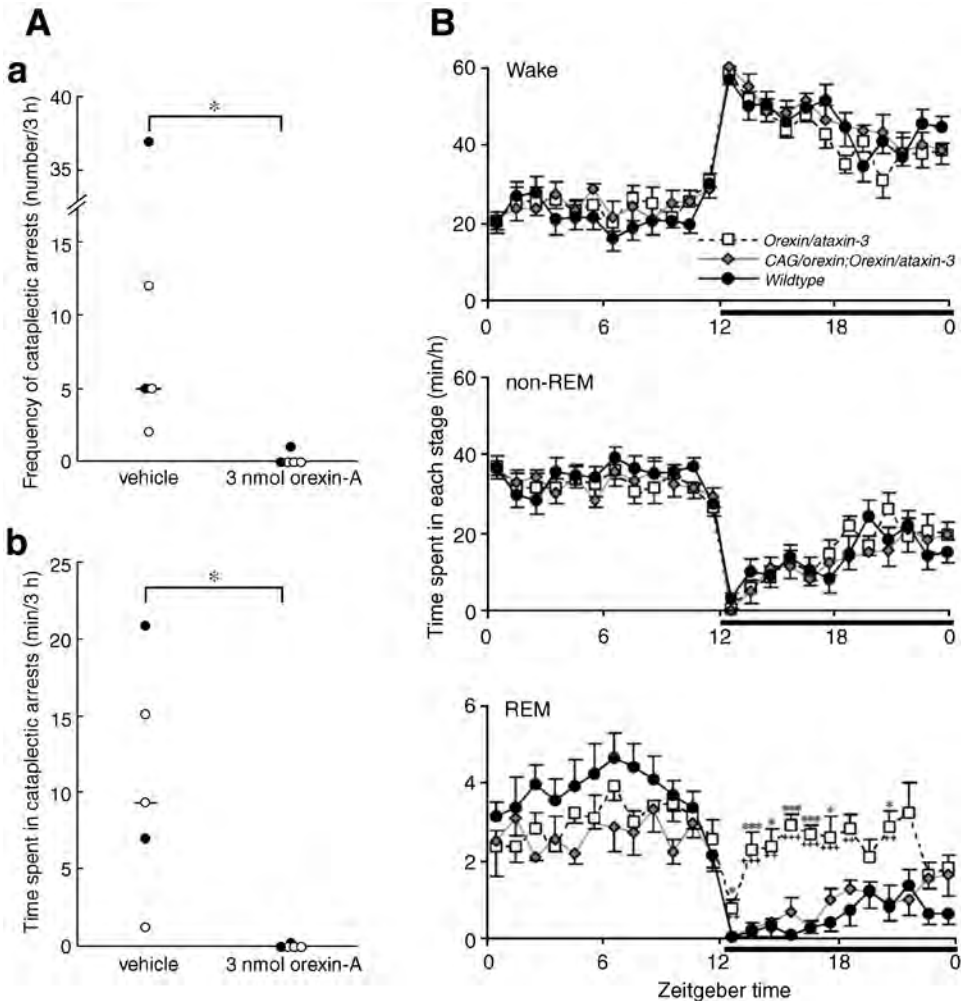 A
a
Frequency of cataplectic arrests (number/3 h)
40
35
15
10
5
0
*
vehicle
3 nmol orexin-A
b
Time spent in cataplectic arrests (min/3 h)
25
20
15
10
5
0
*
vehicle
3 nmol orexin-A
B
Time spent in each stage (min/h)
Wake
60
40
20
0
Orexin/ataxin-3
CAG/orexin;Orexin/ataxin-3
Wildtype
0 6 12 18 0
non-REM
60
40
20
0
0 6 12 18 0
REM
6
4
2
0
* *** * *** *** * *
0 6 12 18 0
Zeitgeber time